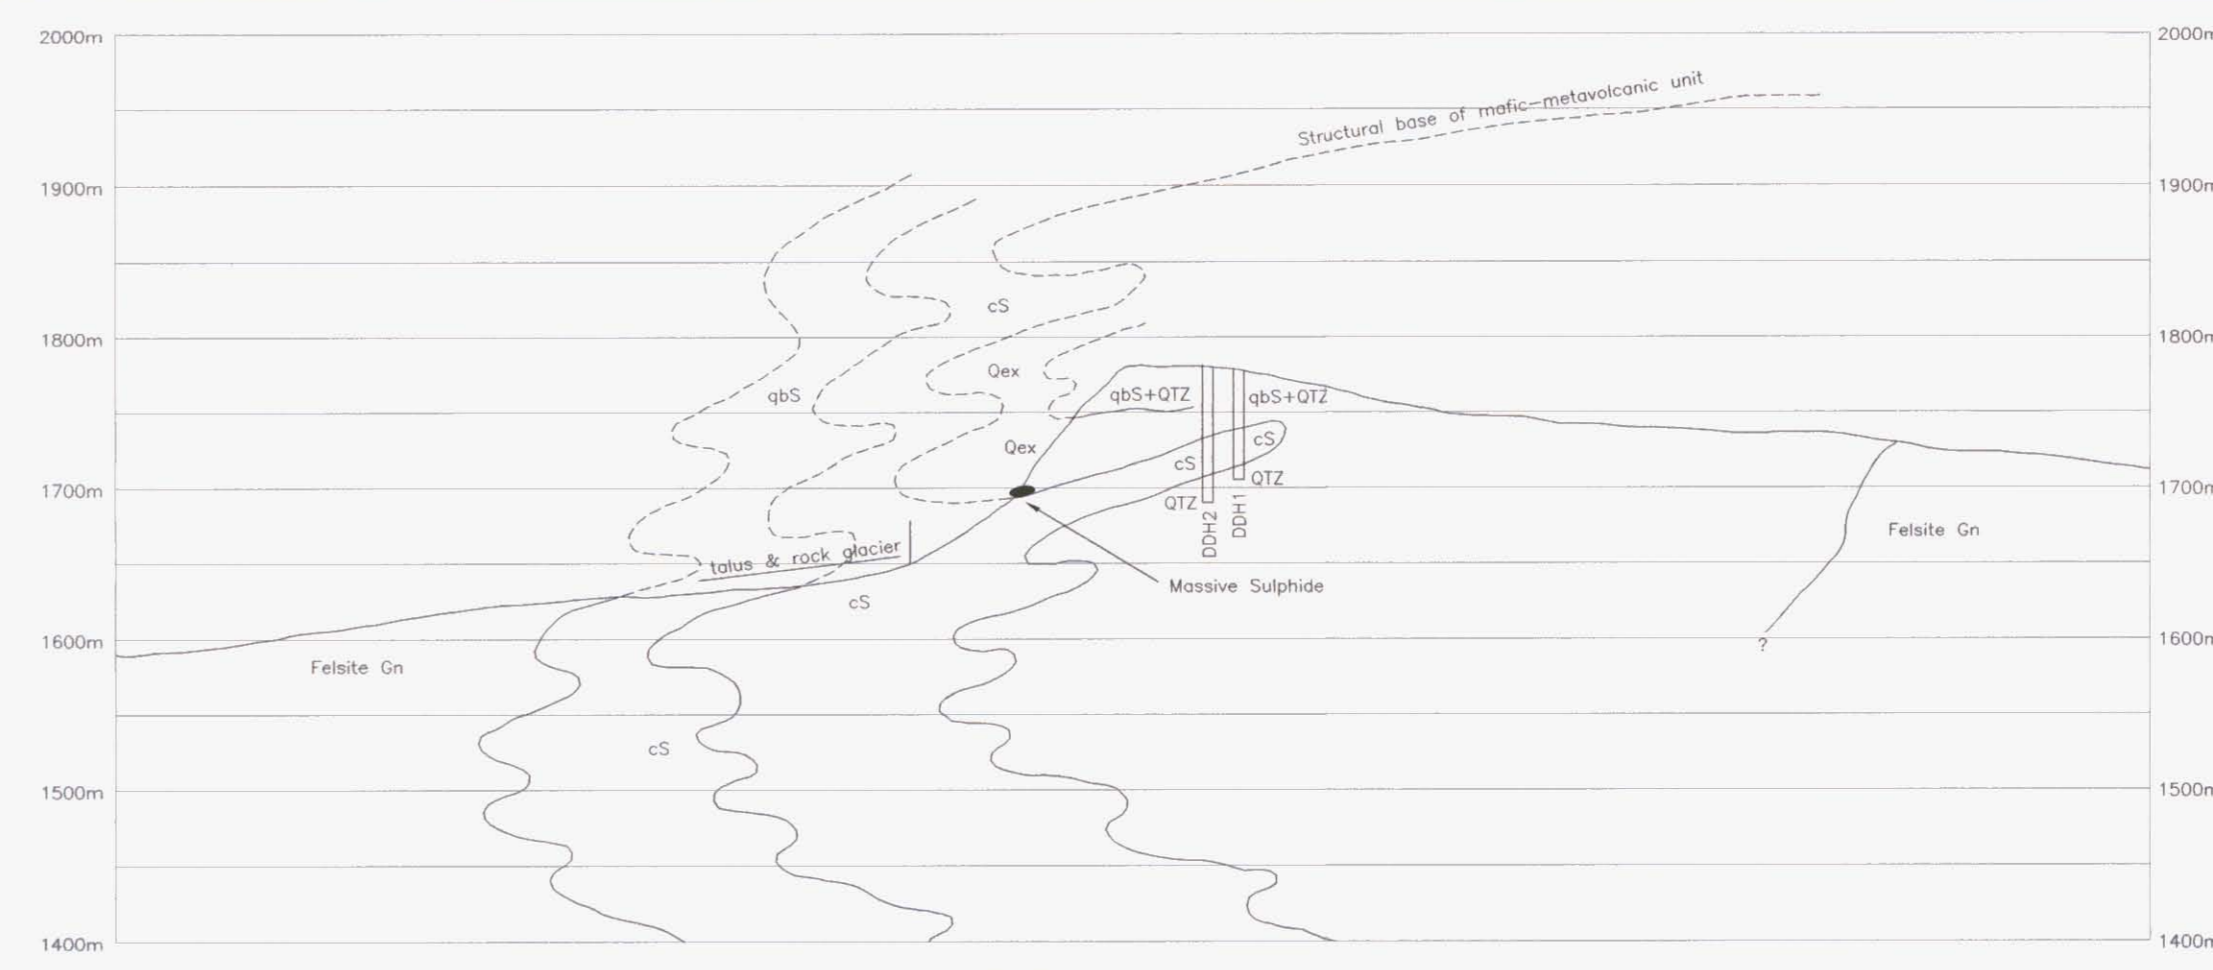 2000m
2000m
Structural base of mafic-metavolcanic unit
1900m
1900m
cS
1800m
1800m
Qex
qbS
qbS+QTZ
qbS+QTZ
Qex
cS
cS
QTZ
1700m
1700m
QTZ
DDH2
DDH1
Felsite Gn
talus & rock glacier
Massive Sulphide
cS
1600m
1600m
?
Felsite Gn
cS
1500m
1500m
1400m
1400m